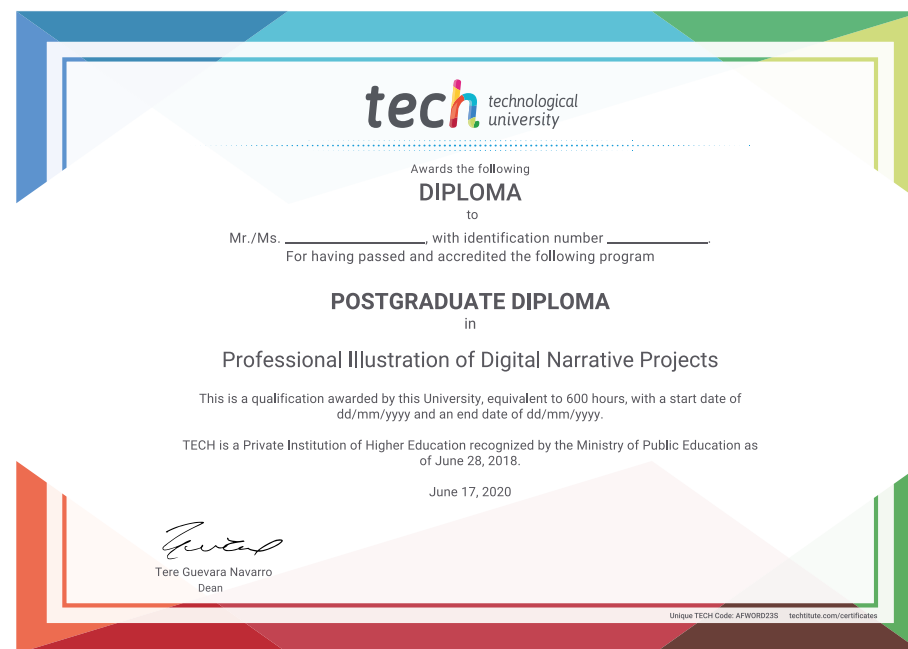 tech technological
university
Awards the following
DIPLOMA
to
Mr./Ms. ____________, with identification number ____________.
For having passed and accredited the following program
POSTGRADUATE DIPLOMA
in
Professional Illustration of Digital Narrative Projects
This is a qualification awarded by this University, equivalent to 600 hours, with a start date of
dd/mm/yyyy and an end date of dd/mm/yyyy.
TECH is a Private Institution of Higher Education recognized by the Ministry of Public Education as
of June 28, 2018.
June 17, 2020
Tere Guevara Navarro
Dean
Unique TECH Code: AFWORD23S techtitute.com/certificates